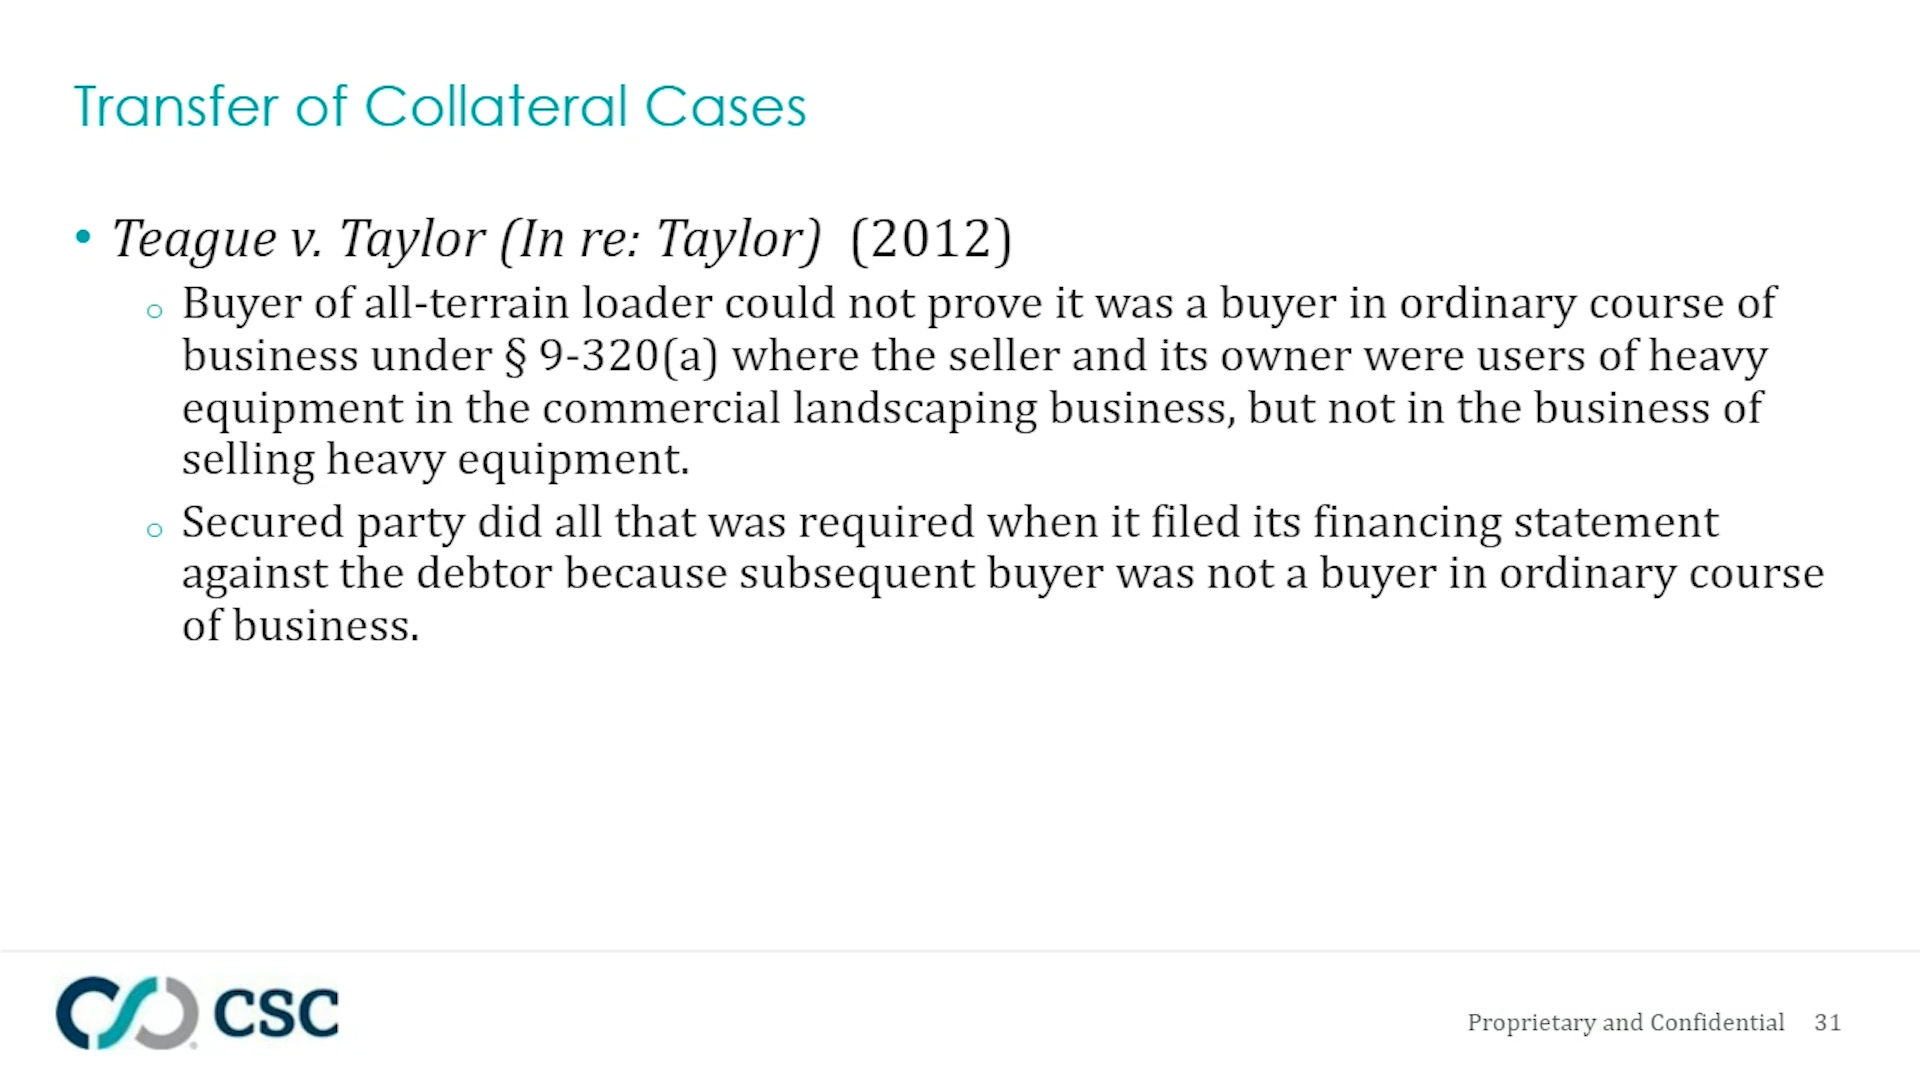 Transfer of Collateral Cases
• Teague v. Taylor (In re: Taylor) (2012)
o Buyer of all-terrain loader could not prove it was a buyer in ordinary course of
business under § 9-320(a) where the seller and its owner were users of heavy
equipment in the commercial landscaping business, but not in the business of
selling heavy equipment.
o Secured party did all that was required when it filed its financing statement
against the debtor because subsequent buyer was not a buyer in ordinary course
of business.
CSC
Proprietary and Confidential 31